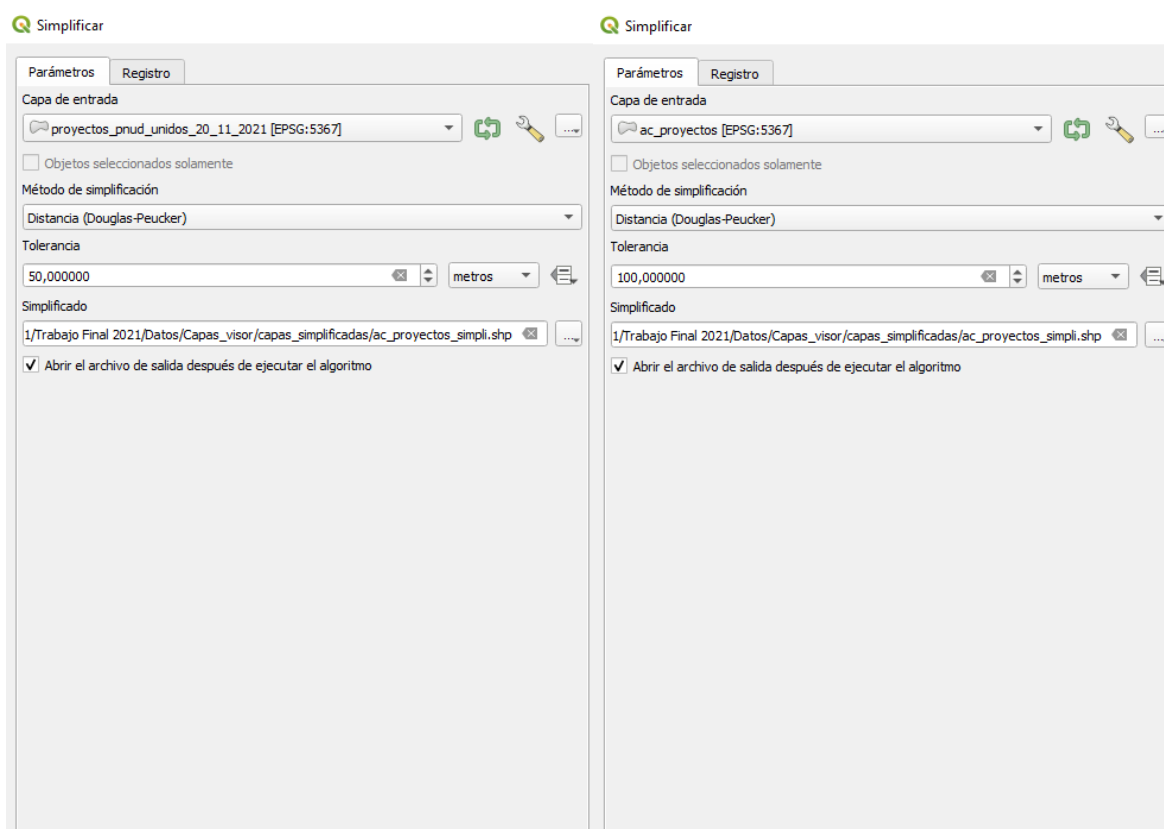 Simplificar
Parámetros Registro
Capa de entrada
proyectos_pnud_unidos_20_11_2021 [EPSG:5367]
...
Objetos seleccionados solamente
Método de simplificación
Distancia (Douglas-Peucker)
Tolerancia
50,000000 metros
Simplificado
1/Trabajo Final 2021/Datos/Capas_visor/capas_simplificadas/ac_proyectos_simpli.shp ...
Abrir el archivo de salida después de ejecutar el algoritmo
Simplificar
Parámetros Registro
Capa de entrada
ac_proyectos [EPSG:5367]
...
Objetos seleccionados solamente
Método de simplificación
Distancia (Douglas-Peucker)
Tolerancia
100,000000 metros
Simplificado
1/Trabajo Final 2021/Datos/Capas_visor/capas_simplificadas/ac_proyectos_simpli.shp ...
Abrir el archivo de salida después de ejecutar el algoritmo